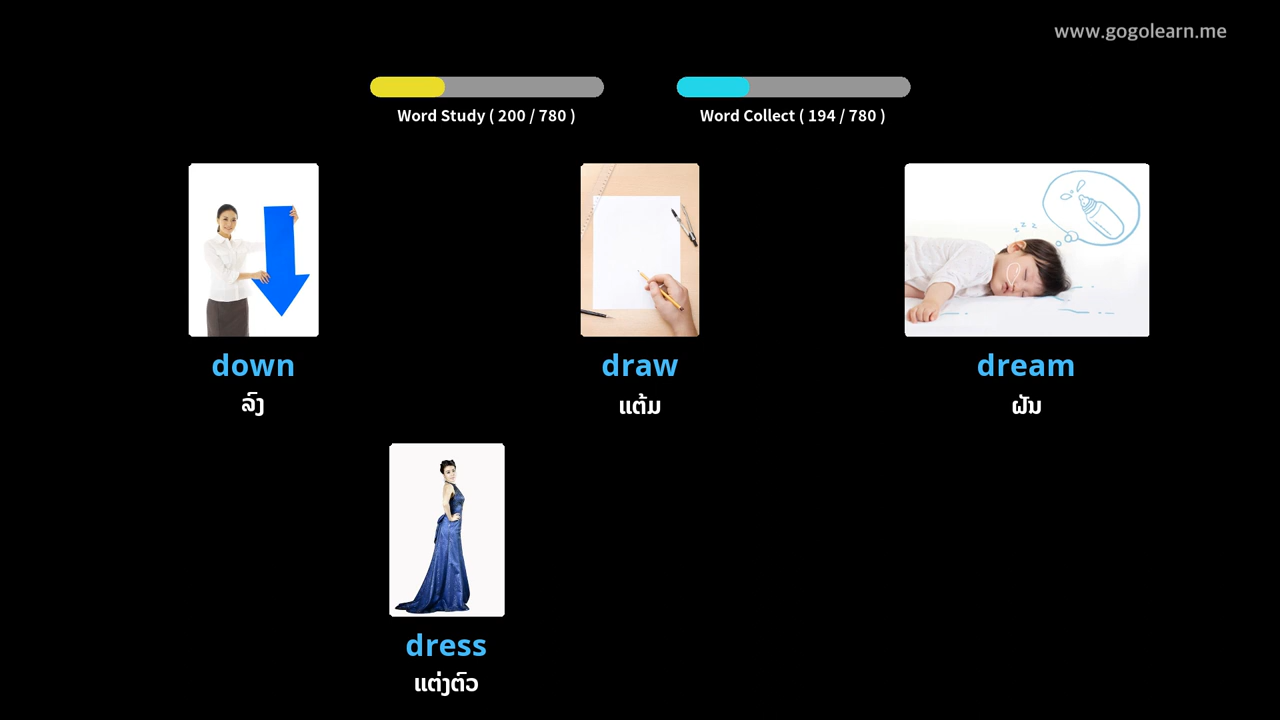 www.gogolearn.me
Word Study ( 200 / 780 )
Word Collect ( 194 / 780 )
down
ລົງ
draw
ແຕ້ມ
dream
ຝັນ
dress
ແຕ່ງຕົວ